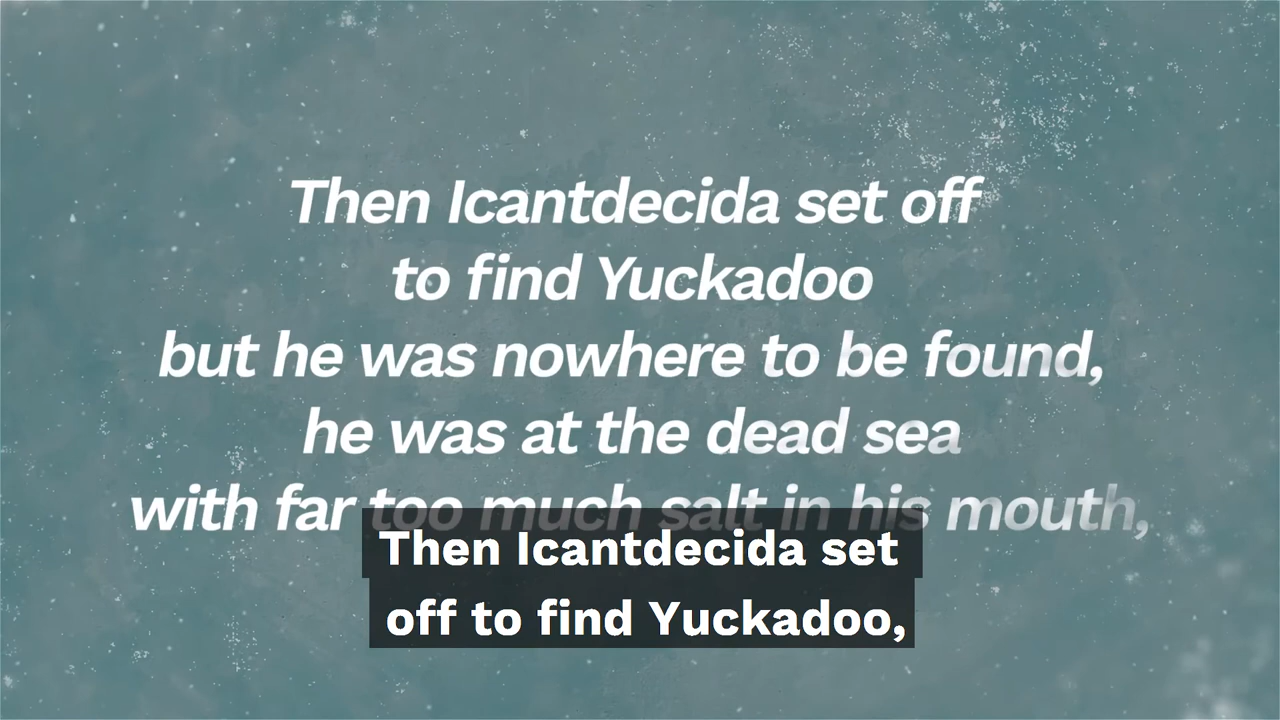 Then Icantdecida set off
to find Yuckadoo
but he was nowhere to be found,
he was at the dead sea
with far too much salt in his mouth,
Then Icantdecida set
off to find Yuckadoo,